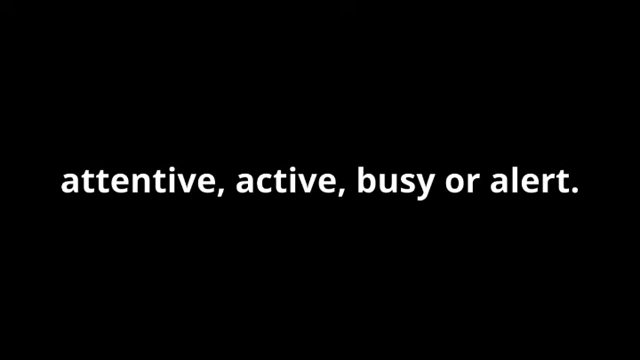 attentive, active, busy or alert.